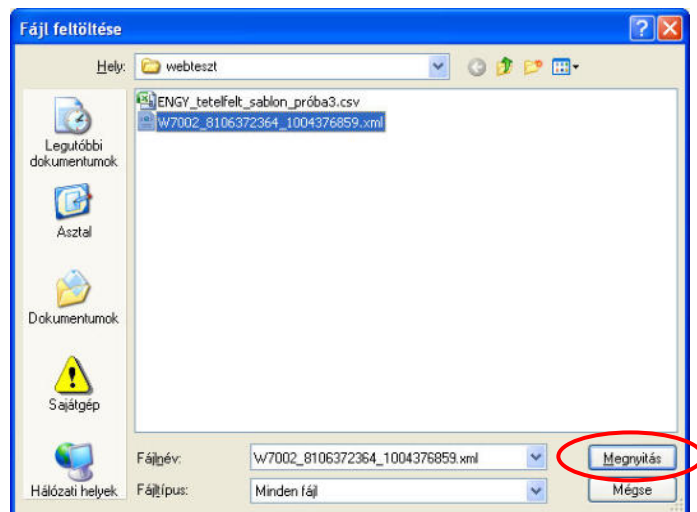 Fájl feltöltése
Hely:
webteszt
ENGY_tetelfelt_sablon_próba3.csv
W7002_8106372364_1004376859.xml
Legutóbbi
dokumentumok
Asztal
Dokumentumok
Sajátgép
Hálózati helyek
Fájlnév:
W7002_8106372364_1004376859.xml
Megnyitás
Fájltípus:
Minden fájl
Mégse